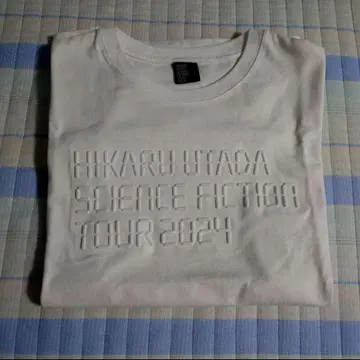 HIKARU UTADA
SCIENCE FICTION
TOUR 2024